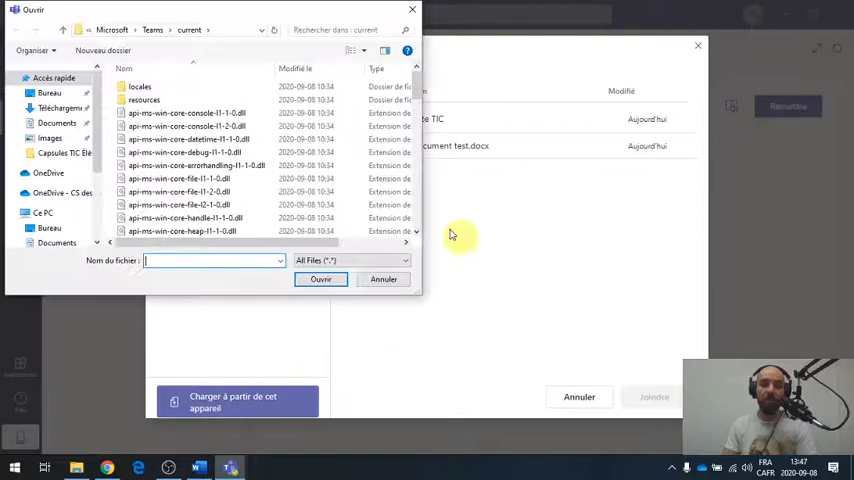 Ouvrir
« Microsoft Teams current
Rechercher dans : current
Organiser Nouveau dossier
Nom Modifié le Type
Accès rapide
Bureau
Téléchargeme
Documents
Images
Capsules TIC Élè
OneDrive
OneDrive - CS des
Ce PC
Bureau
Documents
locales 2020-09-08 10:34 Dossier de fic
resources 2020-09-08 10:34 Dossier de fic
api-ms-win-core-console-l1-1-0.dll 2020-09-08 10:34 Extension de
api-ms-win-core-console-l1-2-0.dll 2020-09-08 10:34 Extension de
api-ms-win-core-datetime-l1-1-0.dll 2020-09-08 10:34 Extension de
api-ms-win-core-debug-l1-1-0.dll 2020-09-08 10:34 Extension de
api-ms-win-core-errorhandling-l1-1-0.dll 2020-09-08 10:34 Extension de
api-ms-win-core-file-l1-1-0.dll 2020-09-08 10:34 Extension de
api-ms-win-core-file-l1-2-0.dll 2020-09-08 10:34 Extension de
api-ms-win-core-file-l2-1-0.dll 2020-09-08 10:34 Extension de
api-ms-win-core-handle-l1-1-0.dll 2020-09-08 10:34 Extension de
api-ms-win-core-heap-l1-1-0.dll 2020-09-08 10:34 Extension de
Nom du fichier : All Files (*.*)
Ouvrir Annuler
Modifié
te TIC Aujourd'hui
cument test.docx Aujourd'hui
Remettre
Charger à partir de cet
appareil
Annuler Joindre
FRA 13:47
CAFR 2020-09-08